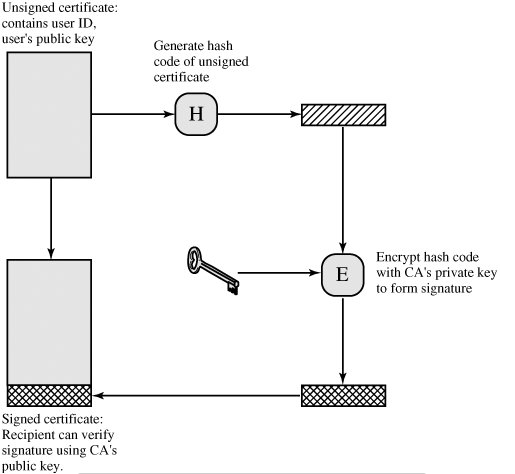 Unsigned certificate:
contains user ID,
user's public key
Generate hash
code of unsigned
certificate
H
E
Encrypt hash code
with CA's private key
to form signature
Signed certificate:
Recipient can verify
signature using CA's
public key.